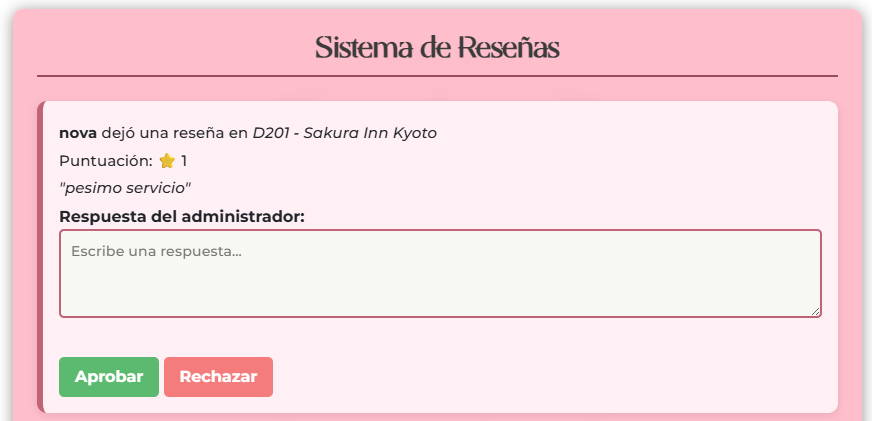 Sistema de Reseñas
nova dejó una reseña en D201 - Sakura Inn Kyoto
Puntuación: ⭐ 1
"pesimo servicio"
Respuesta del administrador:
Escribe una respuesta...
Aprobar Rechazar